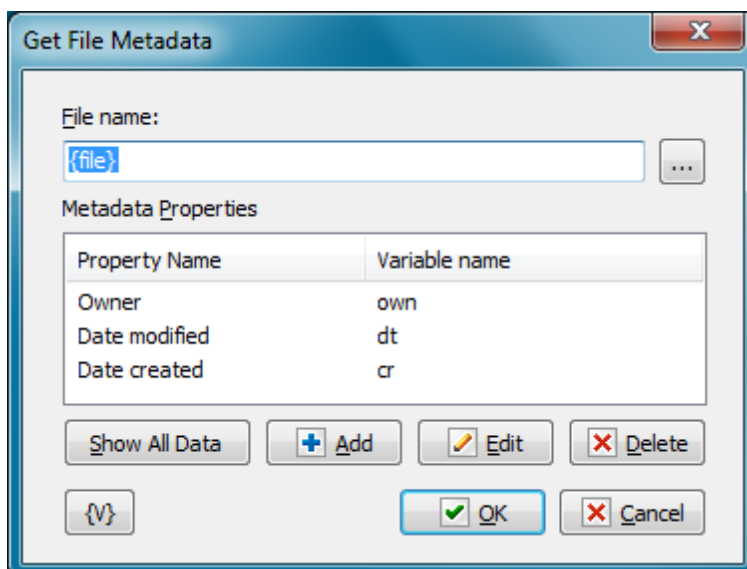 Get File Metadata
x
File name:
{file}
...
Metadata Properties
Property Name Variable name
Owner own
Date modified dt
Date created cr
Show All Data Add Edit Delete
{V} OK Cancel